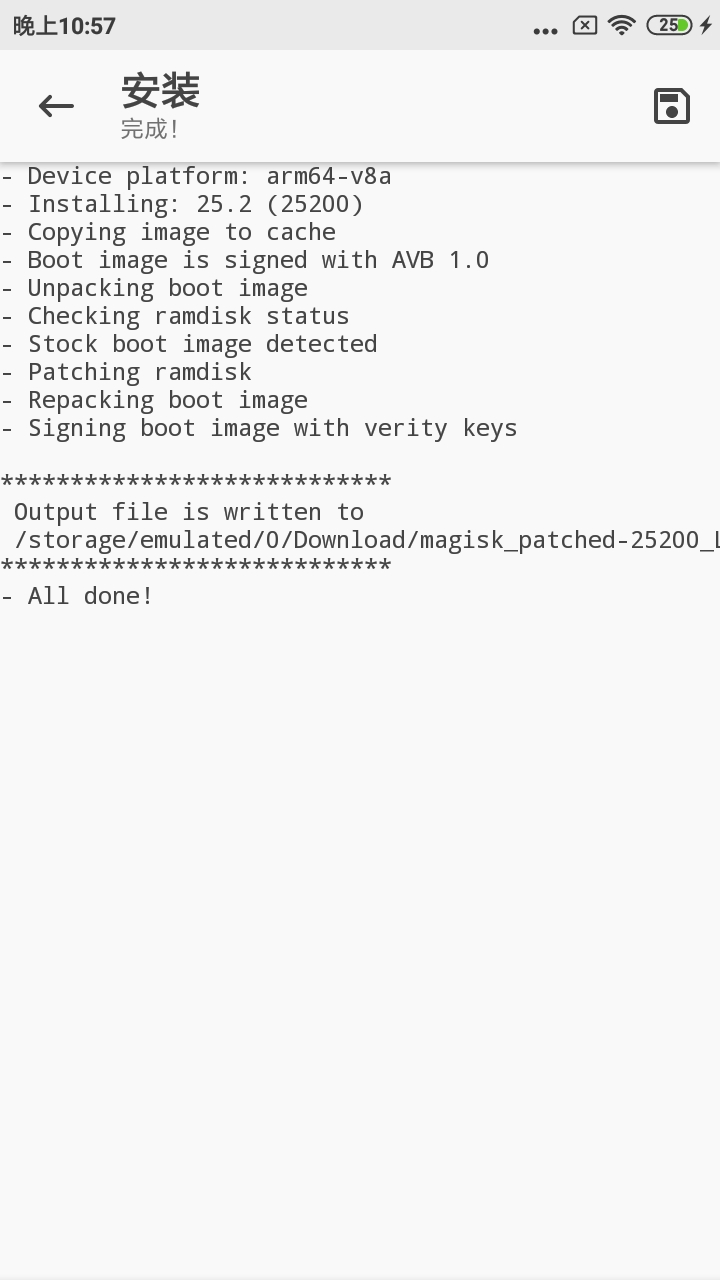 晚上10:57
25
安装
完成!
- Device platform: arm64-v8a
- Installing: 25.2 (25200)
- Copying image to cache
- Boot image is signed with AVB 1.0
- Unpacking boot image
- Checking ramdisk status
- Stock boot image detected
- Patching ramdisk
- Repacking boot image
- Signing boot image with verity keys
****************************
Output file is written to
/storage/emulated/0/Download/magisk_patched-25200_L
****************************
- All done!